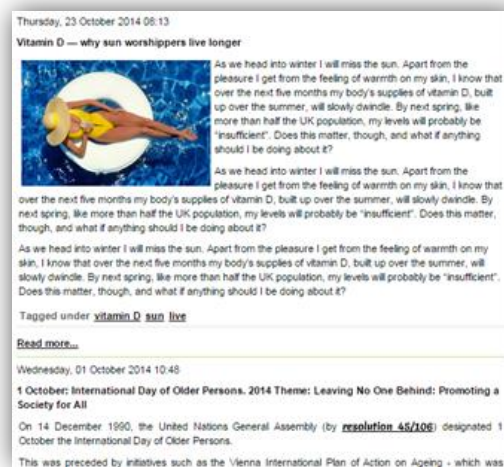 Thursday, 23 October 2014 08:13
Vitamin D — why sun worshippers live longer
As we head into winter I will miss the sun. Apart from the
pleasure I get from the feeling of warmth on my skin, I know that
over the next five months my body's supplies of vitamin D, built
up over the summer, will slowly dwindle. By next spring, like
more than half the UK population, my levels will probably be
"insufficient". Does this matter, though, and what if anything
should I be doing about it?
As we head into winter I will miss the sun. Apart from the
pleasure I get from the feeling of warmth on my skin, I know that
over the next five months my body's supplies of vitamin D, built up over the summer, will slowly dwindle. By
next spring, like more than half the UK population, my levels will probably be "insufficient". Does this matter,
though, and what if anything should I be doing about it?
As we head into winter I will miss the sun. Apart from the pleasure I get from the feeling of warmth on my
skin, I know that over the next five months my body's supplies of vitamin D, built up over the summer, will
slowly dwindle. By next spring, like more than half the UK population, my levels will probably be "insufficient".
Does this matter, though, and what if anything should I be doing about it?
Tagged under vitamin D sun live
Read more...
Wednesday, 01 October 2014 10:48
1 October: International Day of Older Persons. 2014 Theme: Leaving No One Behind: Promoting a
Society for All
On 14 December 1990, the United Nations General Assembly (by resolution 45/106) designated 1
October the International Day of Older Persons.
This was preceded by initiatives such as the Vienna International Plan of Action on Ageing - which was